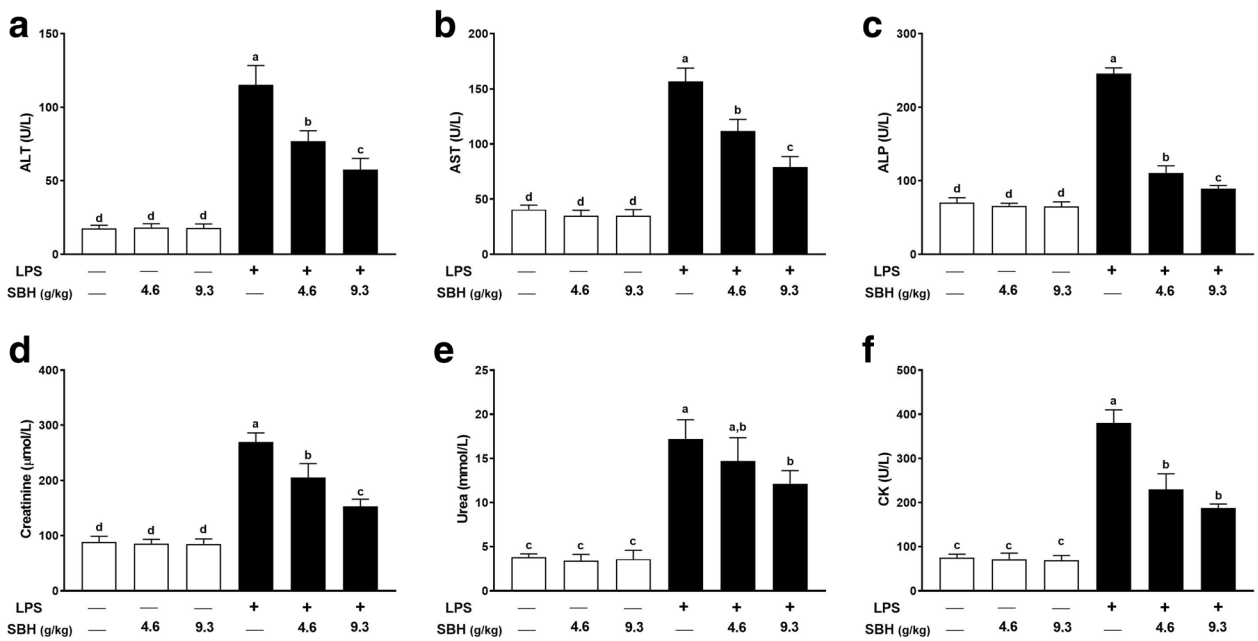 a
ALT (U/L)
150
100
50
0
d d d a b c
LPS — — — + + +
SBH (g/kg) — 4.6 9.3 — 4.6 9.3
b
AST (U/L)
200
150
100
50
0
d d d a b c
LPS — — — + + +
SBH (g/kg) — 4.6 9.3 — 4.6 9.3
c
ALP (U/L)
300
200
100
0
d d d a b c
LPS — — — + + +
SBH (g/kg) — 4.6 9.3 — 4.6 9.3
d
Creatinine (μmol/L)
400
300
200
100
0
d d d a b c
LPS — — — + + +
SBH (g/kg) — 4.6 9.3 — 4.6 9.3
e
Urea (mmol/L)
25
20
15
10
5
0
c c c a a,b b
LPS — — — + + +
SBH (g/kg) — 4.6 9.3 — 4.6 9.3
f
CK (U/L)
500
400
300
200
100
0
c c c a b b
LPS — — — + + +
SBH (g/kg) — 4.6 9.3 — 4.6 9.3